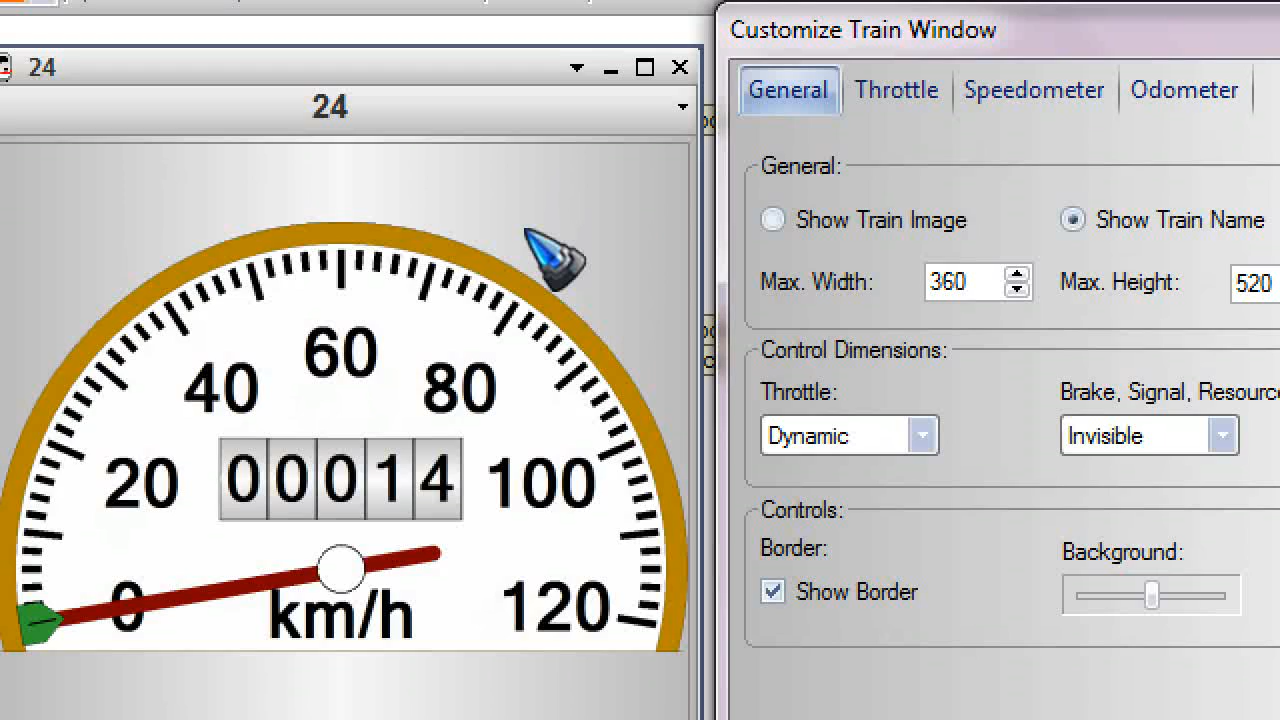 24
24
60
40
80
20
00014
100
0
km/h
120
Customize Train Window
General
Throttle
Speedometer
Odometer
General:
Show Train Image
Show Train Name
Max. Width:
360
Max. Height:
520
Control Dimensions:
Throttle:
Brake, Signal, Resource
Dynamic
Invisible
Controls:
Border:
Background:
Show Border